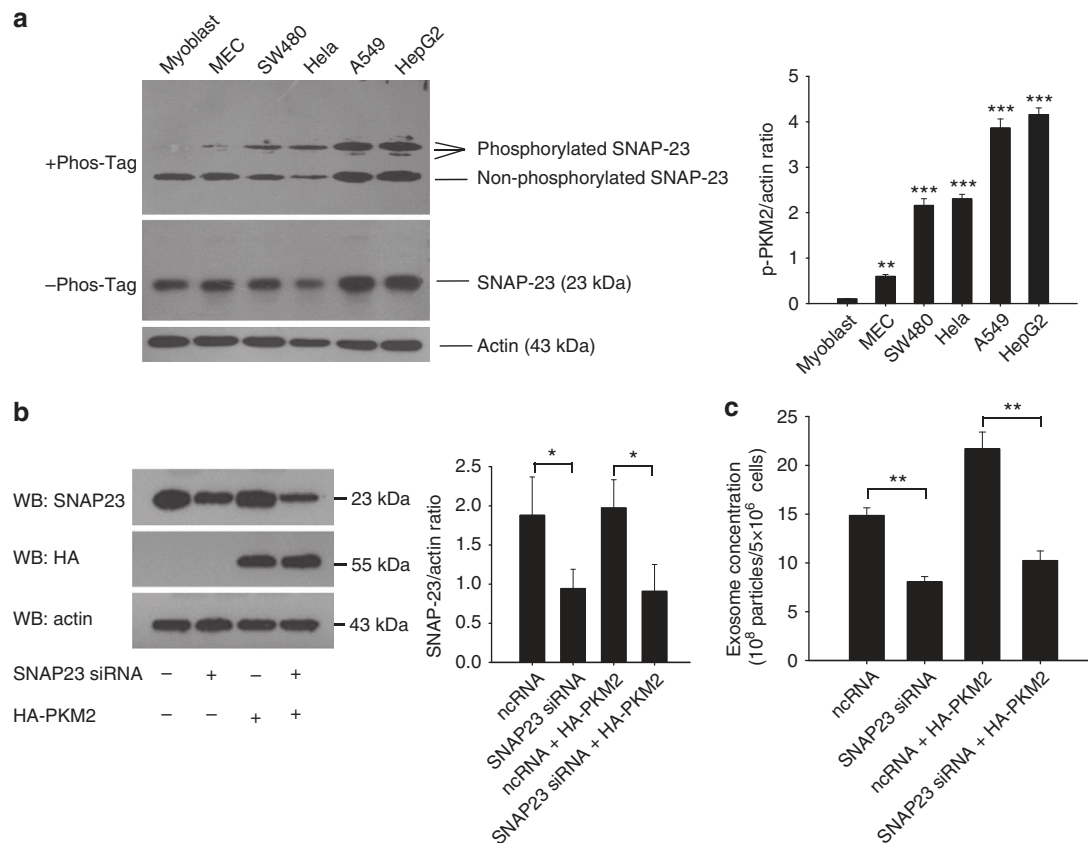 a
Myoblast MEC SW480 Hela A549 HepG2
+Phos-Tag
Phosphorylated SNAP-23
Non-phosphorylated SNAP-23
–Phos-Tag
SNAP-23 (23 kDa)
Actin (43 kDa)
p-PKM2/actin ratio
5
4
3
2
1
0
** *** *** *** ***
Myoblast MEC SW480 Hela A549 HepG2
b
WB: SNAP23
23 kDa
WB: HA
55 kDa
WB: actin
43 kDa
SNAP23 siRNA – + – +
HA-PKM2 – – + +
SNAP-23/actin ratio
2.5
2.0
1.5
1.0
0.5
0.0
* *
ncRNA
SNAP23 siRNA
ncRNA + HA-PKM2
SNAP23 siRNA + HA-PKM2
c
Exosome concentration
(10⁸ particles/5×10⁶ cells)
25
20
15
10
5
0
** **
ncRNA
SNAP23 siRNA
ncRNA + HA-PKM2
SNAP23 siRNA + HA-PKM2